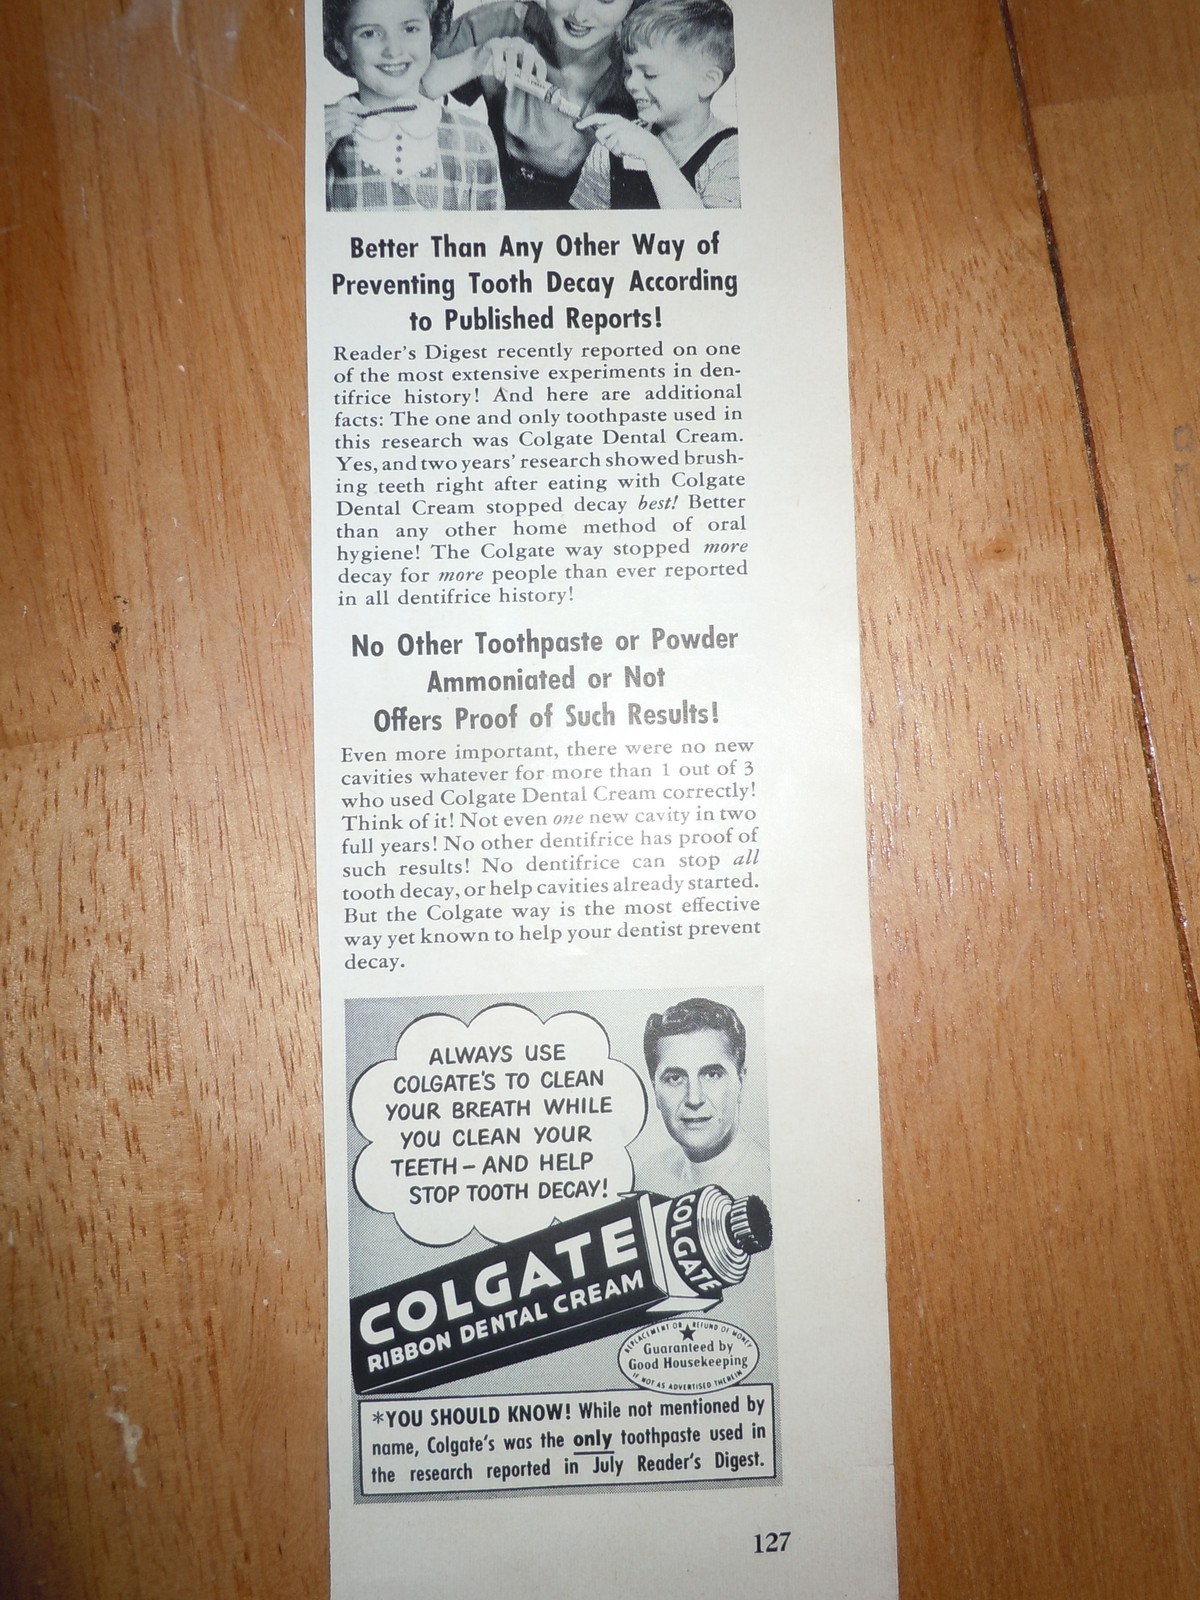 Better Than Any Other Way of
Preventing Tooth Decay According
to Published Reports!
Reader's Digest recently reported on one
of the most extensive experiments in den-
tifrice history! And here are additional
facts: The one and only toothpaste used in
this research was Colgate Dental Cream.
Yes, and two years' research showed brush-
ing teeth right after eating with Colgate
Dental Cream stopped decay best! Better
than any other home method of oral
hygiene! The Colgate way stopped more
decay for more people than ever reported
in all dentifrice history!
No Other Toothpaste or Powder
Ammoniated or Not
Offers Proof of Such Results!
Even more important, there were no new
cavities whatever for more than 1 out of 3
who used Colgate Dental Cream correctly!
Think of it! Not even one new cavity in two
full years! No other dentifrice has proof of
such results! No dentifrice can stop all
tooth decay, or help cavities already started.
But the Colgate way is the most effective
way yet known to help your dentist prevent
decay.
ALWAYS USE
COLGATE'S TO CLEAN
YOUR BREATH WHILE
YOU CLEAN YOUR
TEETH – AND HELP
STOP TOOTH DECAY!
COLGATE
RIBBON DENTAL CREAM
COLGATE
REPLACEMENT OR REFUND OF MONEY
Guaranteed by
Good Housekeeping
IF NOT AS ADVERTISED THEREIN
*YOU SHOULD KNOW! While not mentioned by
name, Colgate's was the only toothpaste used in
the research reported in July Reader's Digest.
127